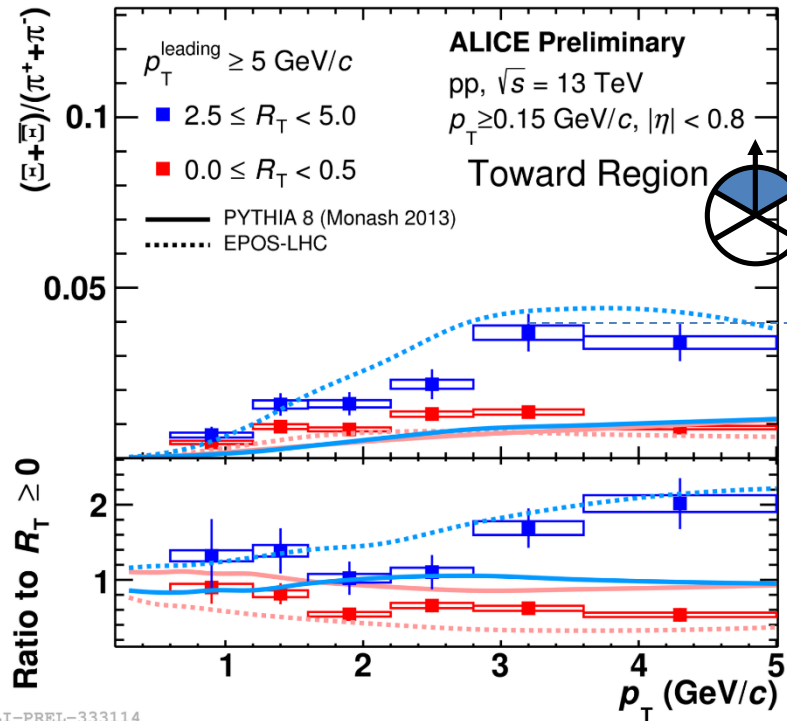 (Ξ+Ξ̅)/(π⁺+π⁻)
0.1
0.05
p_T^leading ≥ 5 GeV/c
2.5 ≤ R_T < 5.0
0.0 ≤ R_T < 0.5
PYTHIA 8 (Monash 2013)
EPOS-LHC
ALICE Preliminary
pp, √s = 13 TeV
p_T≥0.15 GeV/c, |η| < 0.8
Toward Region
Ratio to R_T ≥ 0
2
1
1 2 3 4 5
p_T (GeV/c)
-PREL-333114